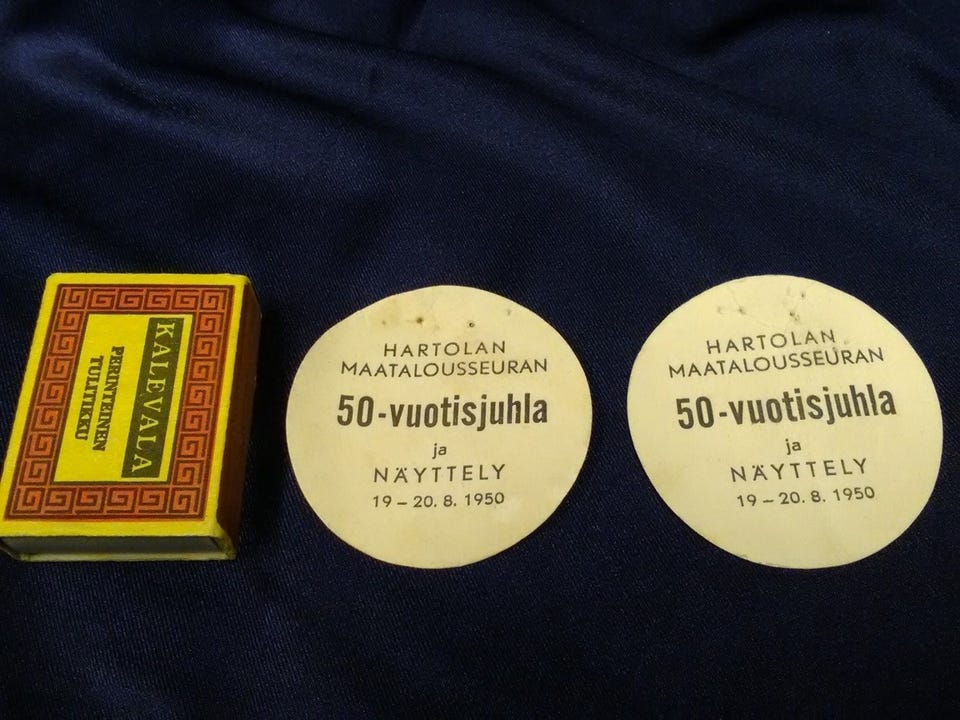 KALEVALA
PERINTEINEN
TULITIKKU
HARTOLAN
MAATALOUSSEURAN
50-vuotisjuhla
ja
NÄYTTELY
19 – 20. 8. 1950
HARTOLAN
MAATALOUSSEURAN
50-vuotisjuhla
ja
NÄYTTELY
19 – 20. 8. 1950